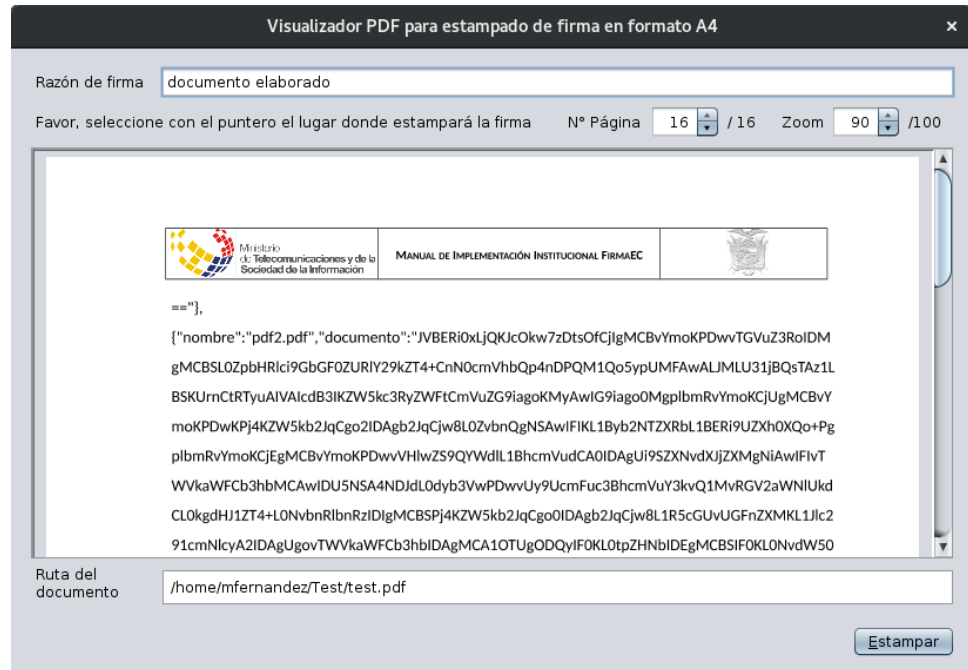 Visualizador PDF para estampado de firma en formato A4 ×
Razón de firma documento elaborado
Favor, seleccione con el puntero el lugar donde estampará la firma N° Página 16 / 16 Zoom 90 /100
Ministerio
de Telecomunicaciones y de la
Sociedad de la Información
MANUAL DE IMPLEMENTACIÓN INSTITUCIONAL FIRMAEC
=="},
{"nombre":"pdf2.pdf","documento":"JVBERi0xLjQKJcOkw7zDtsOfCjIgMCBvYmoKPDwvTGVuZ3RoIDM
gMCBSL0ZpbHRlci9GbGF0ZURlY29kZT4+CnN0cmVhbQp4nDPQM1Qo5ypUMFAwALJMLU31jBQsTAz1L
BSKUrnCtRTyuAIVAIcdB3IKZW5kc3RyZWFtCmVuZG9iagoKMyAwIG9iago0MgplbmRvYmoKCjUgMCBvY
moKPDwKPj4KZW5kb2JqCgo2IDAgb2JqCjw8L0ZvbnQgNSAwIFIKL1Byb2NTZXRbL1BERi9UZXh0XQo+Pg
plbmRvYmoKCjEgMCBvYmoKPDwvVHlwZS9QYWdlL1BhcmVudCA0IDAgUi9SZXNvdXJjZXMgNiAwIFIvT
WVkaWFCb3hbMCAwIDU5NSA4NDJdL0dyb3VwPDwvUy9UcmFuc3BhcmVuY3kvQ1MvRGV2aWNlUkd
CL0kgdHJ1ZT4+L0NvbnRlbnRzIDIgMCBSPj4KZW5kb2JqCgo0IDAgb2JqCjw8L1R5cGUvUGFnZXMKL1Jlc2
91cmNlcyA2IDAgUgovTWVkaWFCb3hbIDAgMCA1OTUgODQyIF0KL0tpZHNbIDEgMCBSIF0KL0NvdW50
Ruta del
documento
/home/mfernandez/Test/test.pdf
Estampar